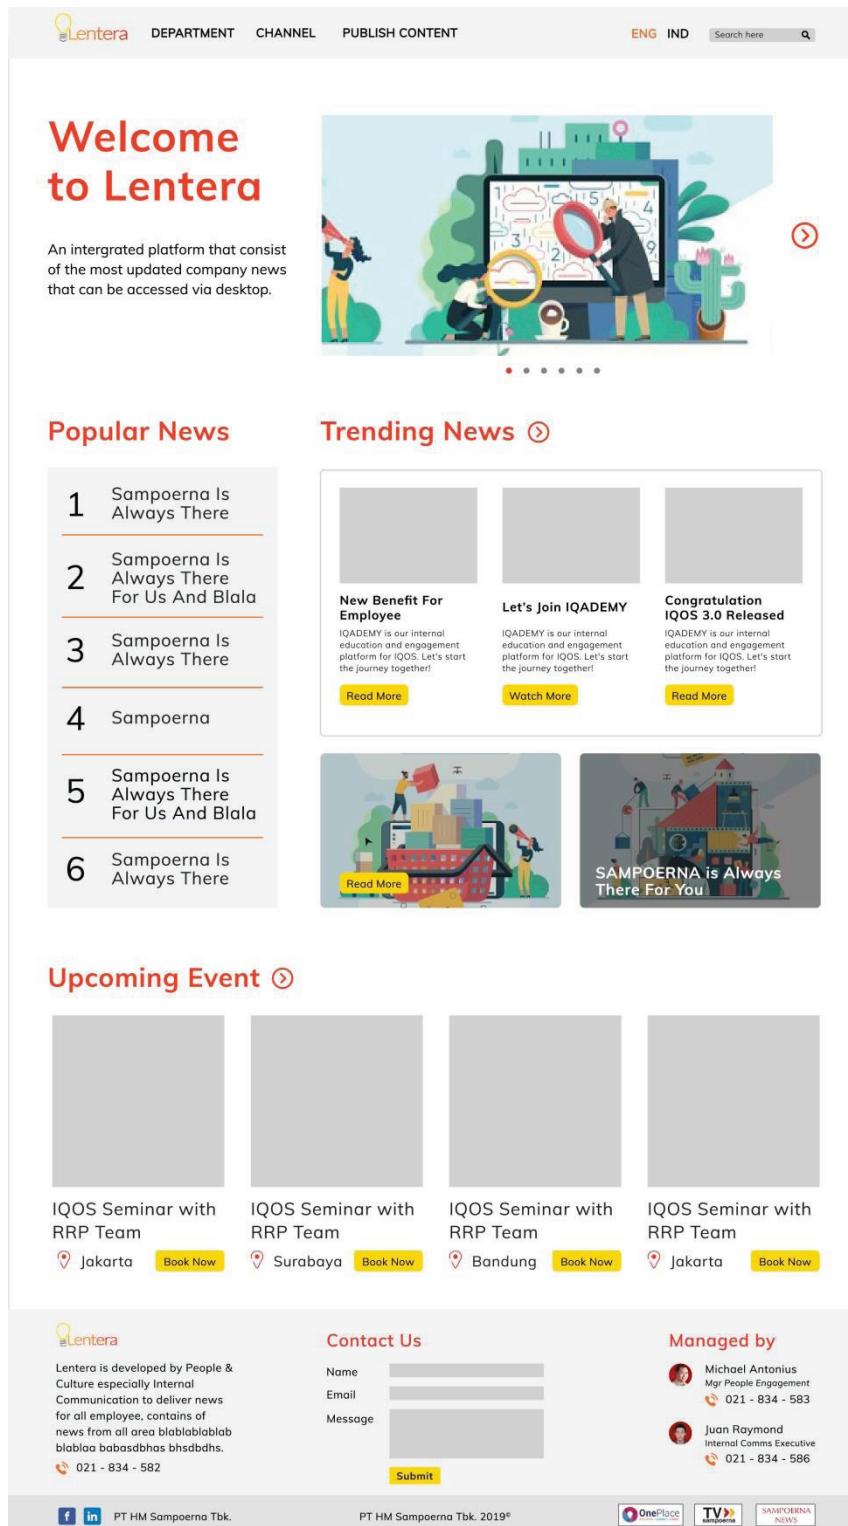 Lentera
DEPARTMENT
CHANNEL
PUBLISH CONTENT
ENG IND
Search here
Welcome
to Lentera
An intergrated platform that consist
of the most updated company news
that can be accessed via desktop.
1
3
2
5
4
9
Popular News
1
Sampoerna Is
Always There
2
Sampoerna Is
Always There
For Us And Blala
3
Sampoerna Is
Always There
4
Sampoerna
5
Sampoerna Is
Always There
For Us And Blala
6
Sampoerna Is
Always There
Trending News
New Benefit For
Employee
IQADEMY is our internal
education and engagement
platform for IQOS. Let's start
the journey together!
Read More
Let's Join IQADEMY
IQADEMY is our internal
education and engagement
platform for IQOS. Let's start
the journey together!
Watch More
Congratulation
IQOS 3.0 Released
IQADEMY is our internal
education and engagement
platform for IQOS. Let's start
the journey together!
Read More
Read More
SAMPOERNA is Always
There For You
Upcoming Event
IQOS Seminar with
RRP Team
Jakarta
Book Now
IQOS Seminar with
RRP Team
Surabaya
Book Now
IQOS Seminar with
RRP Team
Bandung
Book Now
IQOS Seminar with
RRP Team
Jakarta
Book Now
Lentera
Lentera is developed by People &
Culture especially Internal
Communication to deliver news
for all employee, contains of
news from all area blablablablab
blablaa babasdbhas bhsdbdhs.
021 - 834 - 582
Contact Us
Name
Email
Message
Submit
Managed by
Michael Antonius
Mgr People Engagement
021 - 834 - 583
Juan Raymond
Internal Comms Executive
021 - 834 - 586
f in PT HM Sampoerna Tbk.
PT HM Sampoerna Tbk. 2019©
OnePlace
TV
sampoerna
SAMPOERNA
NEWS